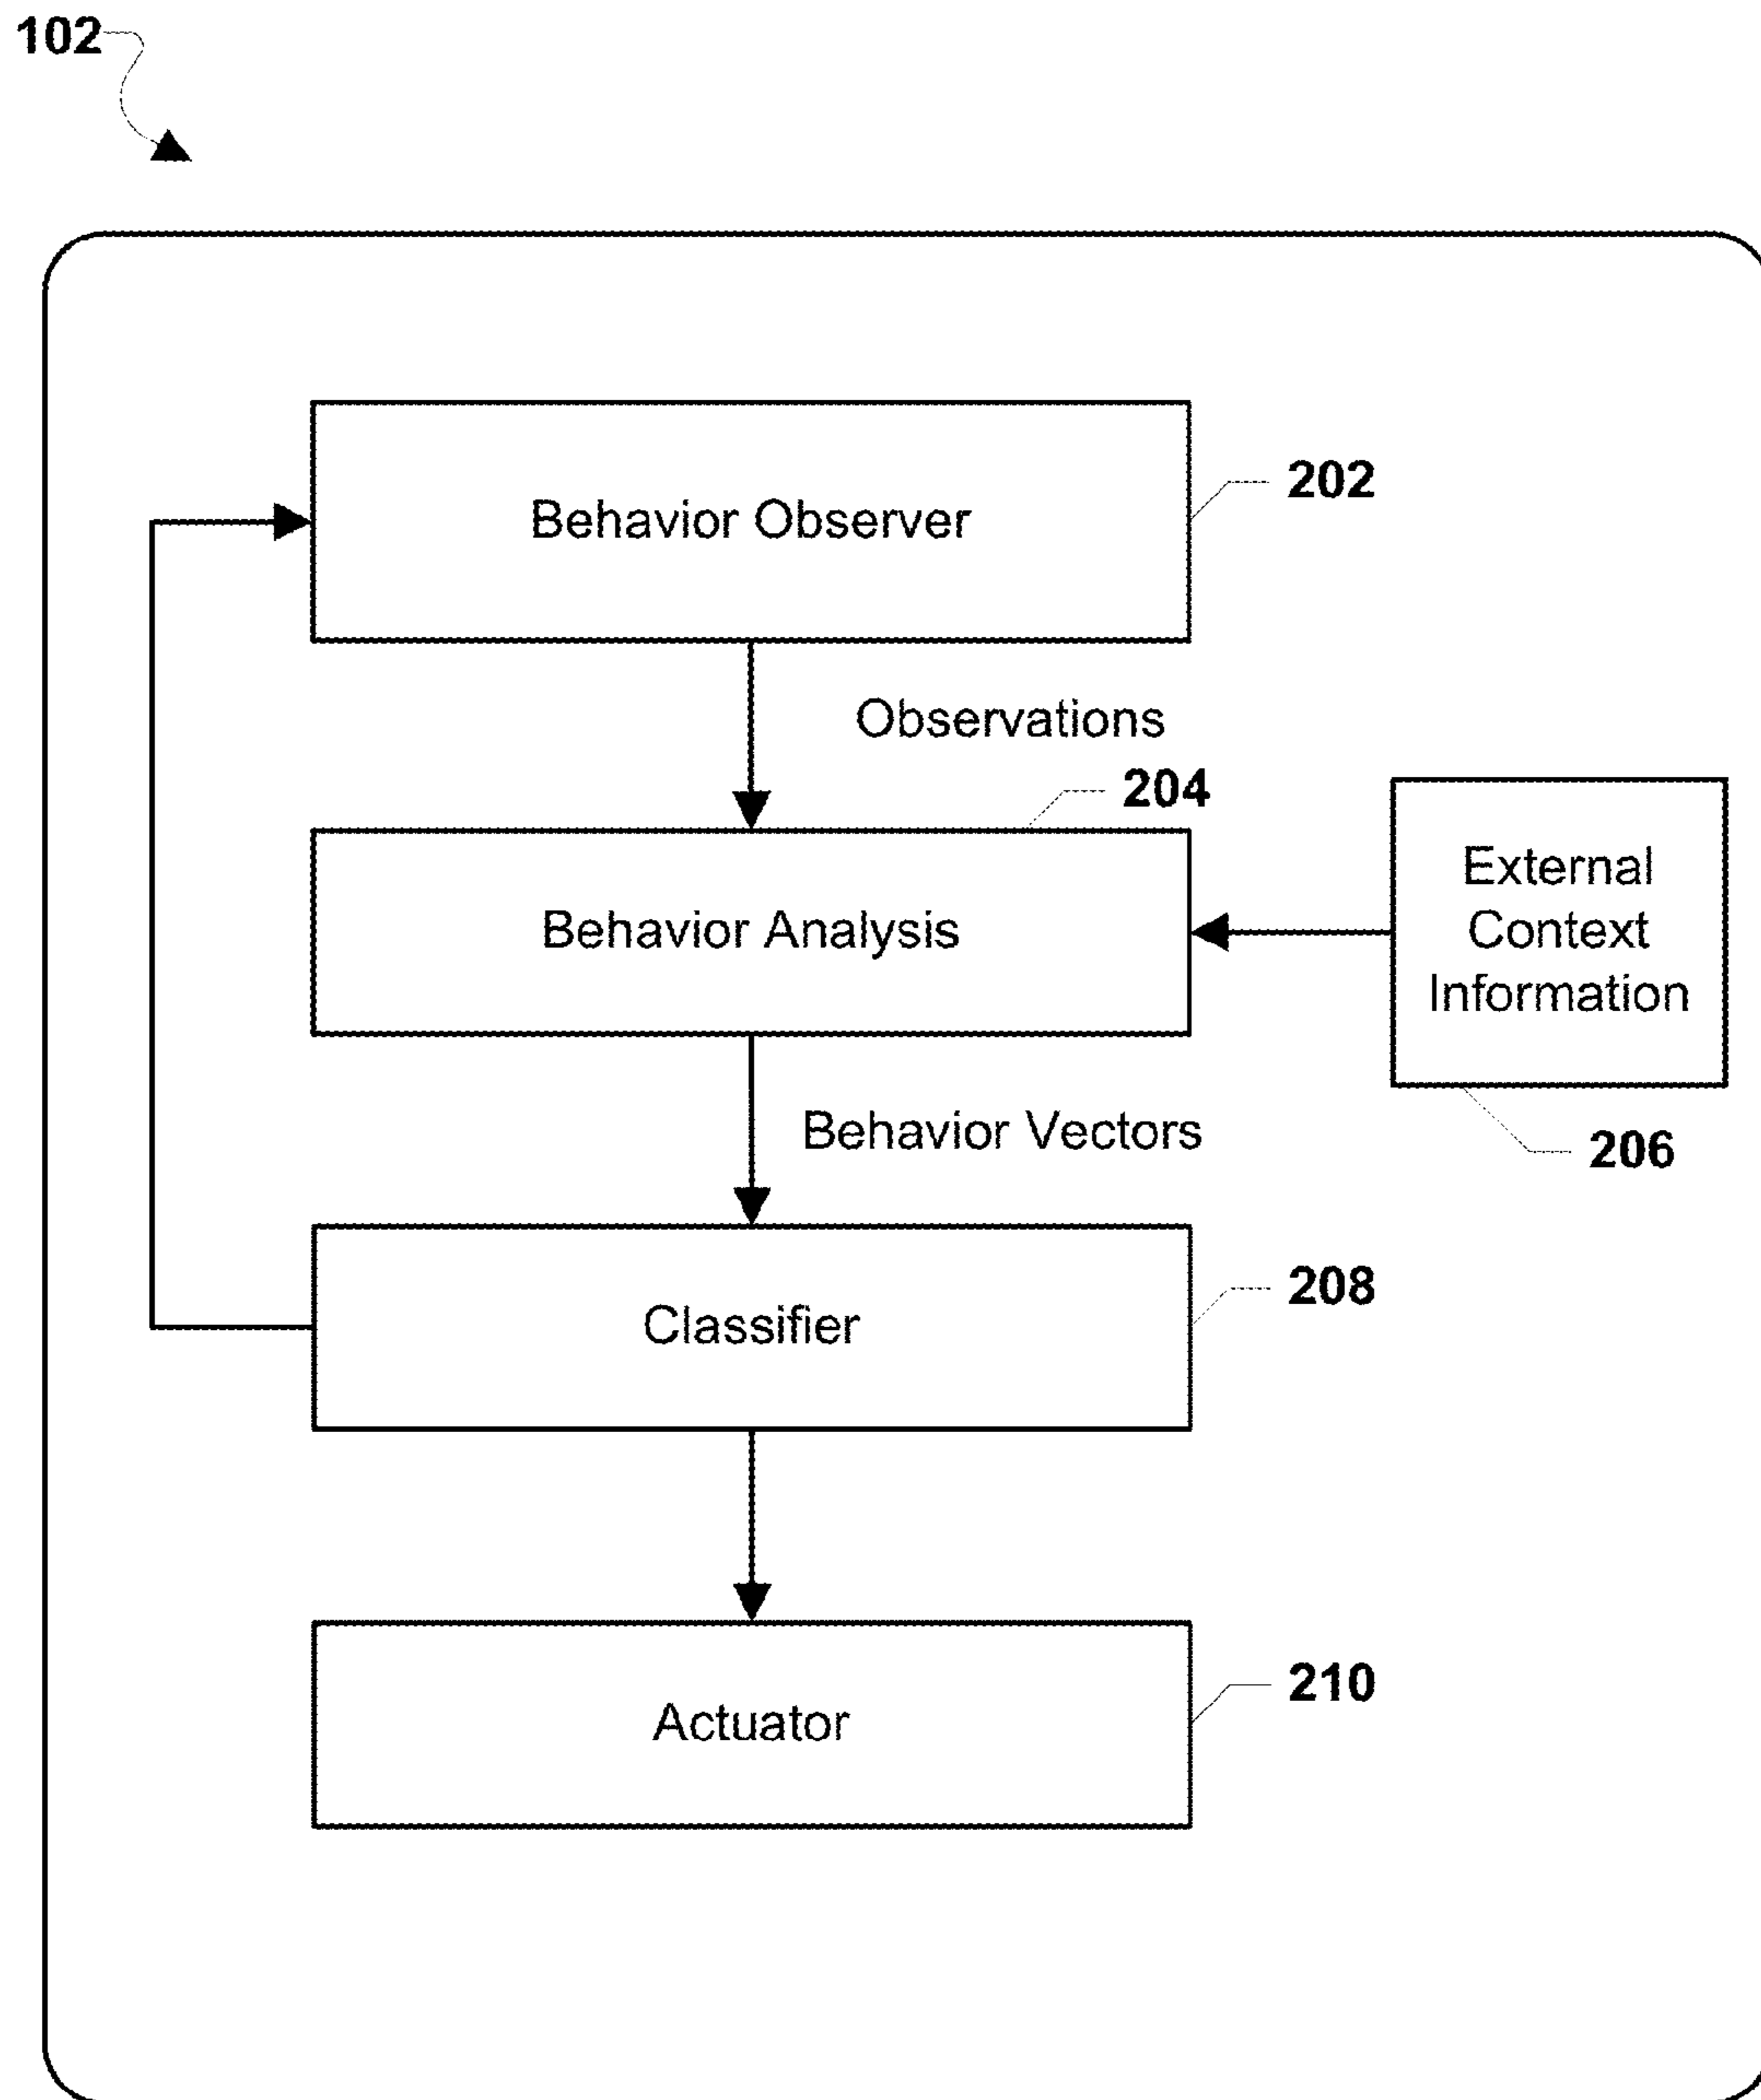 102
Behavior Observer
202
Observations
204
Behavior Analysis
External
Context
Information
Behavior Vectors
206
Classifier
208
Actuator
210